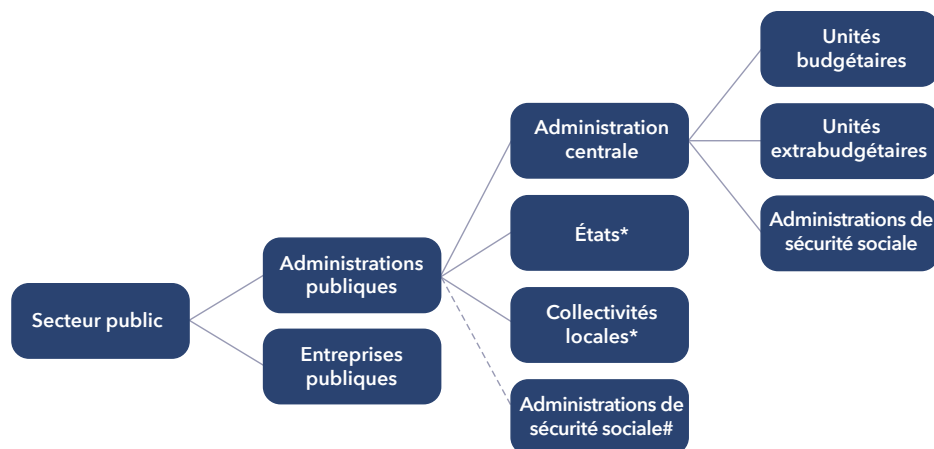 Secteur public
Administrations
publiques
Entreprises
publiques
Administration
centrale
États*
Collectivités
locales*
Administrations de
sécurité sociale#
Unités
budgétaires
Unités
extrabudgétaires
Administrations de
sécurité sociale